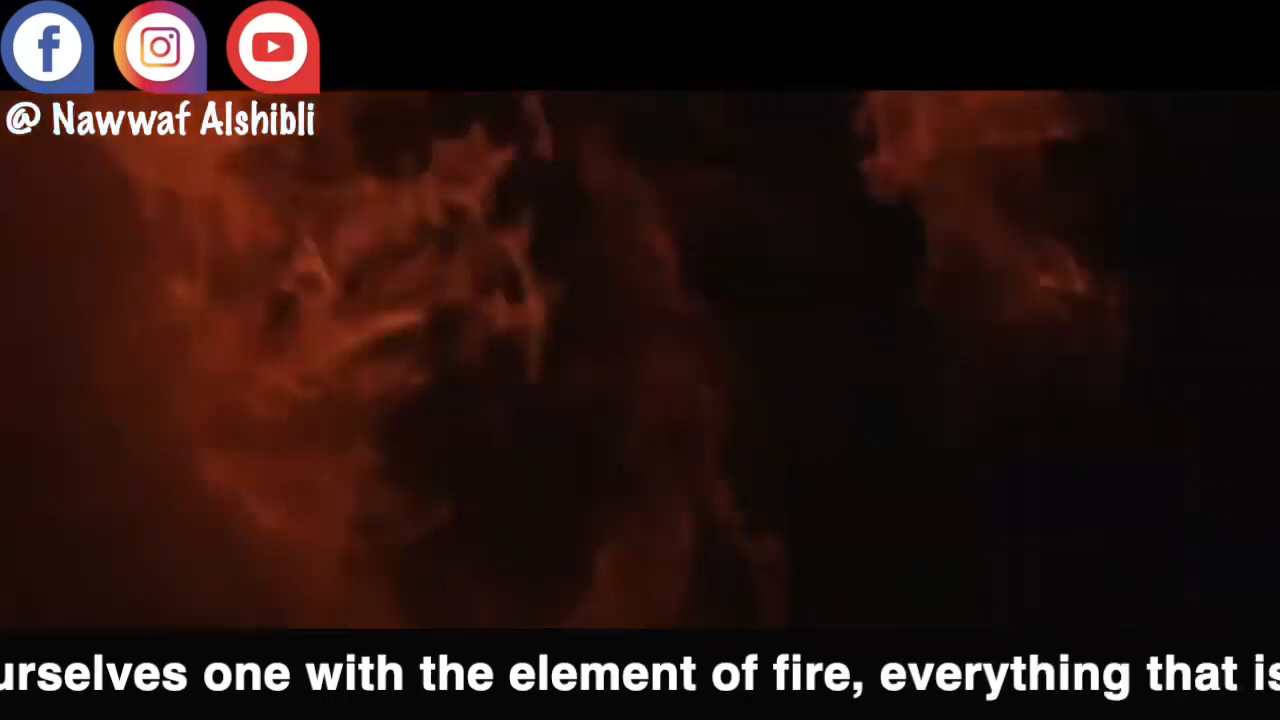 @ Nawwaf Alshibli
urselves one with the element of fire, everything that is